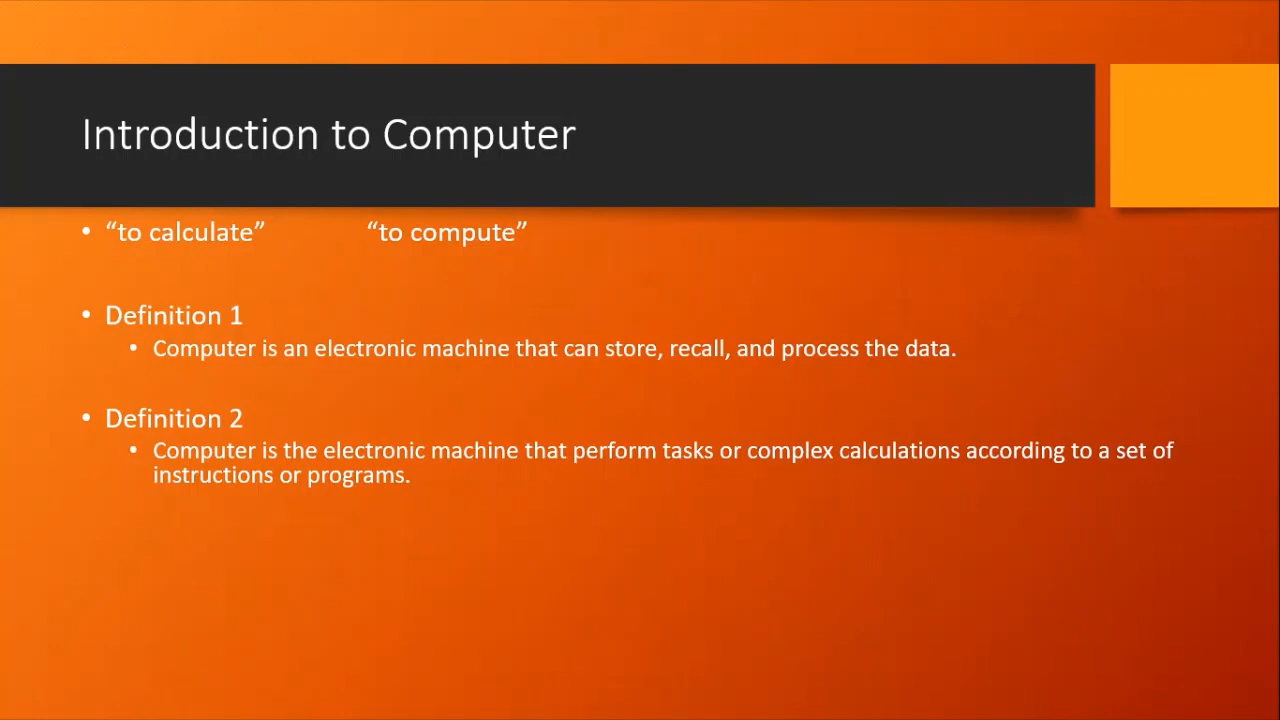 Introduction to Computer
• “to calculate” “to compute”
• Definition 1
• Computer is an electronic machine that can store, recall, and process the data.
• Definition 2
• Computer is the electronic machine that perform tasks or complex calculations according to a set of
instructions or programs.